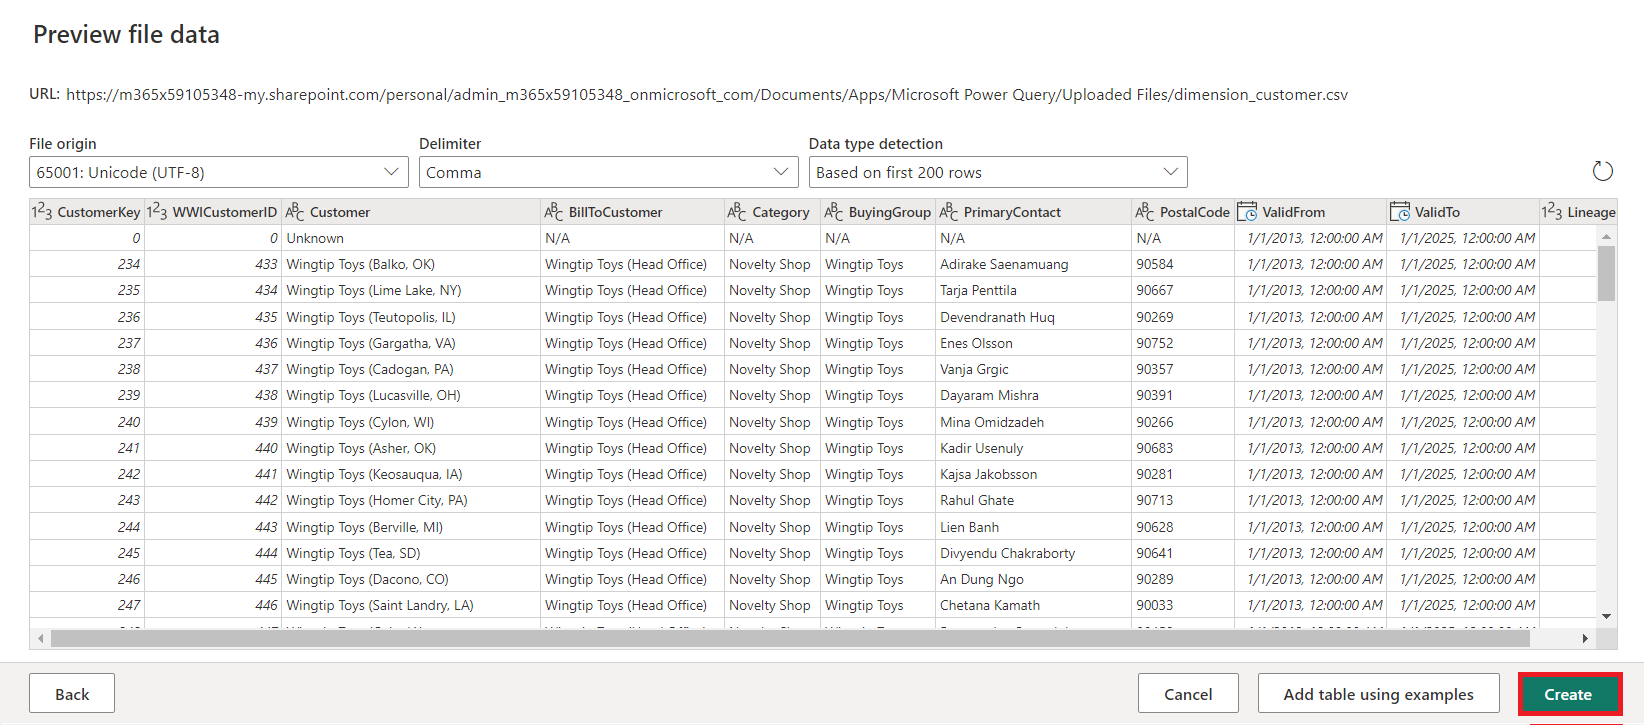 Preview file data
URL: https://m365x59105348-my.sharepoint.com/personal/admin_m365x59105348_onmicrosoft_com/Documents/Apps/Microsoft Power Query/Uploaded Files/dimension_customer.csv
File origin Delimiter Data type detection
65001: Unicode (UTF-8) Comma Based on first 200 rows
123 CustomerKey 123 WWICustomerID ABC Customer ABC BillToCustomer ABC Category ABC BuyingGroup ABC PrimaryContact ABC PostalCode ValidFrom ValidTo 123 Lineage
0 0 Unknown N/A N/A N/A N/A N/A 1/1/2013, 12:00:00 AM 1/1/2025, 12:00:00 AM
234 433 Wingtip Toys (Balko, OK) Wingtip Toys (Head Office) Novelty Shop Wingtip Toys Adirake Saenamuang 90584 1/1/2013, 12:00:00 AM 1/1/2025, 12:00:00 AM
235 434 Wingtip Toys (Lime Lake, NY) Wingtip Toys (Head Office) Novelty Shop Wingtip Toys Tarja Penttila 90667 1/1/2013, 12:00:00 AM 1/1/2025, 12:00:00 AM
236 435 Wingtip Toys (Teutopolis, IL) Wingtip Toys (Head Office) Novelty Shop Wingtip Toys Devendranath Huq 90269 1/1/2013, 12:00:00 AM 1/1/2025, 12:00:00 AM
237 436 Wingtip Toys (Gargatha, VA) Wingtip Toys (Head Office) Novelty Shop Wingtip Toys Enes Olsson 90752 1/1/2013, 12:00:00 AM 1/1/2025, 12:00:00 AM
238 437 Wingtip Toys (Cadogan, PA) Wingtip Toys (Head Office) Novelty Shop Wingtip Toys Vanja Grgic 90357 1/1/2013, 12:00:00 AM 1/1/2025, 12:00:00 AM
239 438 Wingtip Toys (Lucasville, OH) Wingtip Toys (Head Office) Novelty Shop Wingtip Toys Dayaram Mishra 90391 1/1/2013, 12:00:00 AM 1/1/2025, 12:00:00 AM
240 439 Wingtip Toys (Cylon, WI) Wingtip Toys (Head Office) Novelty Shop Wingtip Toys Mina Omidzadeh 90266 1/1/2013, 12:00:00 AM 1/1/2025, 12:00:00 AM
241 440 Wingtip Toys (Asher, OK) Wingtip Toys (Head Office) Novelty Shop Wingtip Toys Kadir Usenuly 90683 1/1/2013, 12:00:00 AM 1/1/2025, 12:00:00 AM
242 441 Wingtip Toys (Keosauqua, IA) Wingtip Toys (Head Office) Novelty Shop Wingtip Toys Kajsa Jakobsson 90281 1/1/2013, 12:00:00 AM 1/1/2025, 12:00:00 AM
243 442 Wingtip Toys (Homer City, PA) Wingtip Toys (Head Office) Novelty Shop Wingtip Toys Rahul Ghate 90713 1/1/2013, 12:00:00 AM 1/1/2025, 12:00:00 AM
244 443 Wingtip Toys (Berville, MI) Wingtip Toys (Head Office) Novelty Shop Wingtip Toys Lien Banh 90628 1/1/2013, 12:00:00 AM 1/1/2025, 12:00:00 AM
245 444 Wingtip Toys (Tea, SD) Wingtip Toys (Head Office) Novelty Shop Wingtip Toys Divyendu Chakraborty 90641 1/1/2013, 12:00:00 AM 1/1/2025, 12:00:00 AM
246 445 Wingtip Toys (Dacono, CO) Wingtip Toys (Head Office) Novelty Shop Wingtip Toys An Dung Ngo 90289 1/1/2013, 12:00:00 AM 1/1/2025, 12:00:00 AM
247 446 Wingtip Toys (Saint Landry, LA) Wingtip Toys (Head Office) Novelty Shop Wingtip Toys Chetana Kamath 90033 1/1/2013, 12:00:00 AM 1/1/2025, 12:00:00 AM
Back Cancel Add table using examples Create